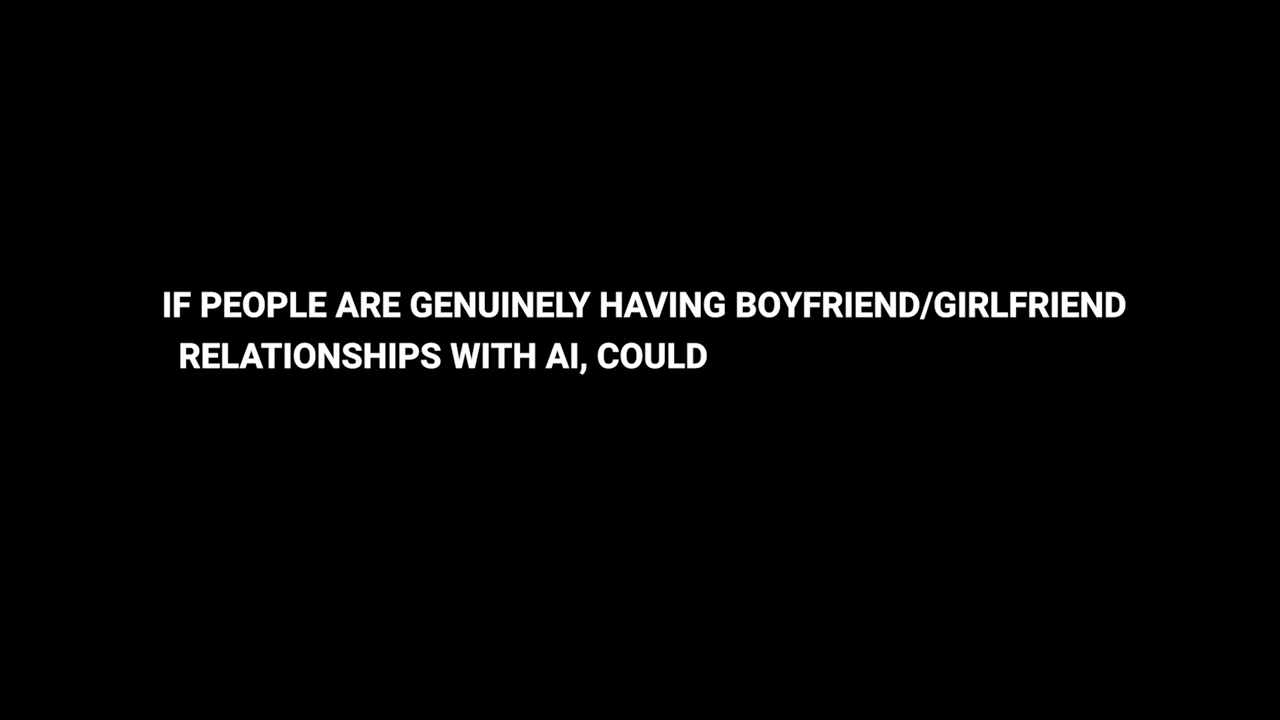 IF PEOPLE ARE GENUINELY HAVING BOYFRIEND/GIRLFRIEND
RELATIONSHIPS WITH AI, COULD